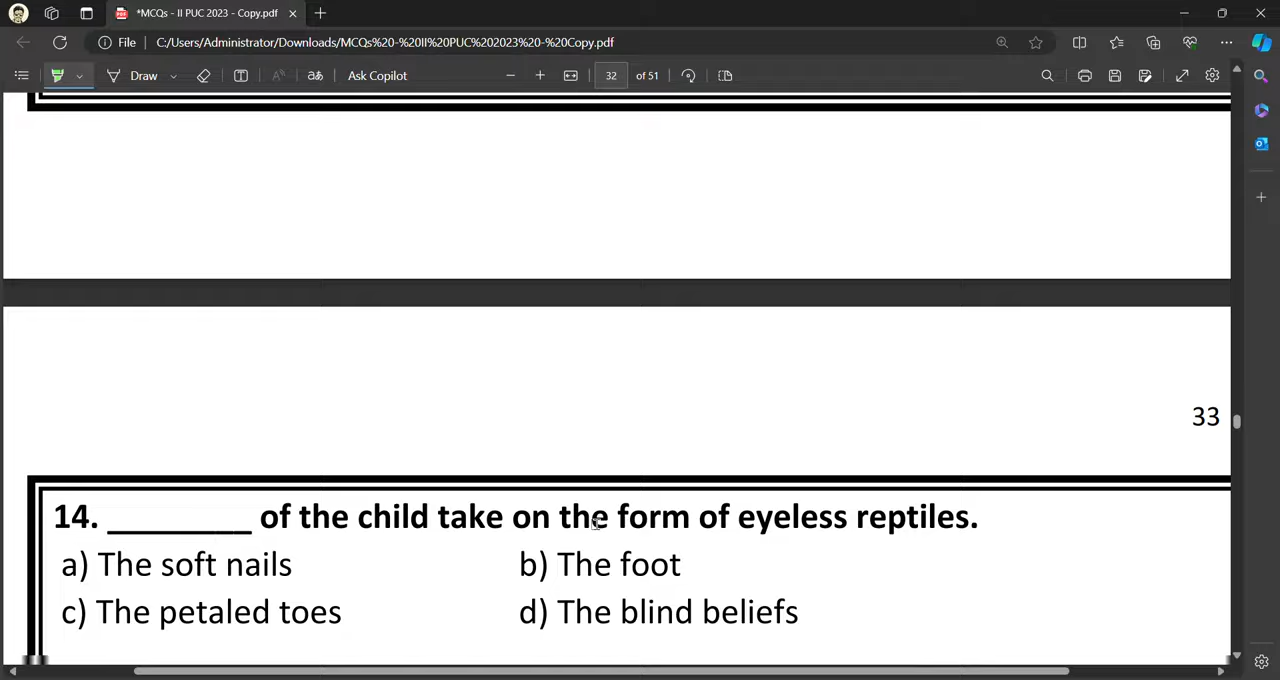 *MCQs - II PUC 2023 - Copy.pdf
File C:/Users/Administrator/Downloads/MCQs%20-%20II%20PUC%202023%20-%20Copy.pdf
Draw Ask Copilot 32 of 51
33
14. ________ of the child take on the form of eyeless reptiles.
a) The soft nails b) The foot
c) The petaled toes d) The blind beliefs